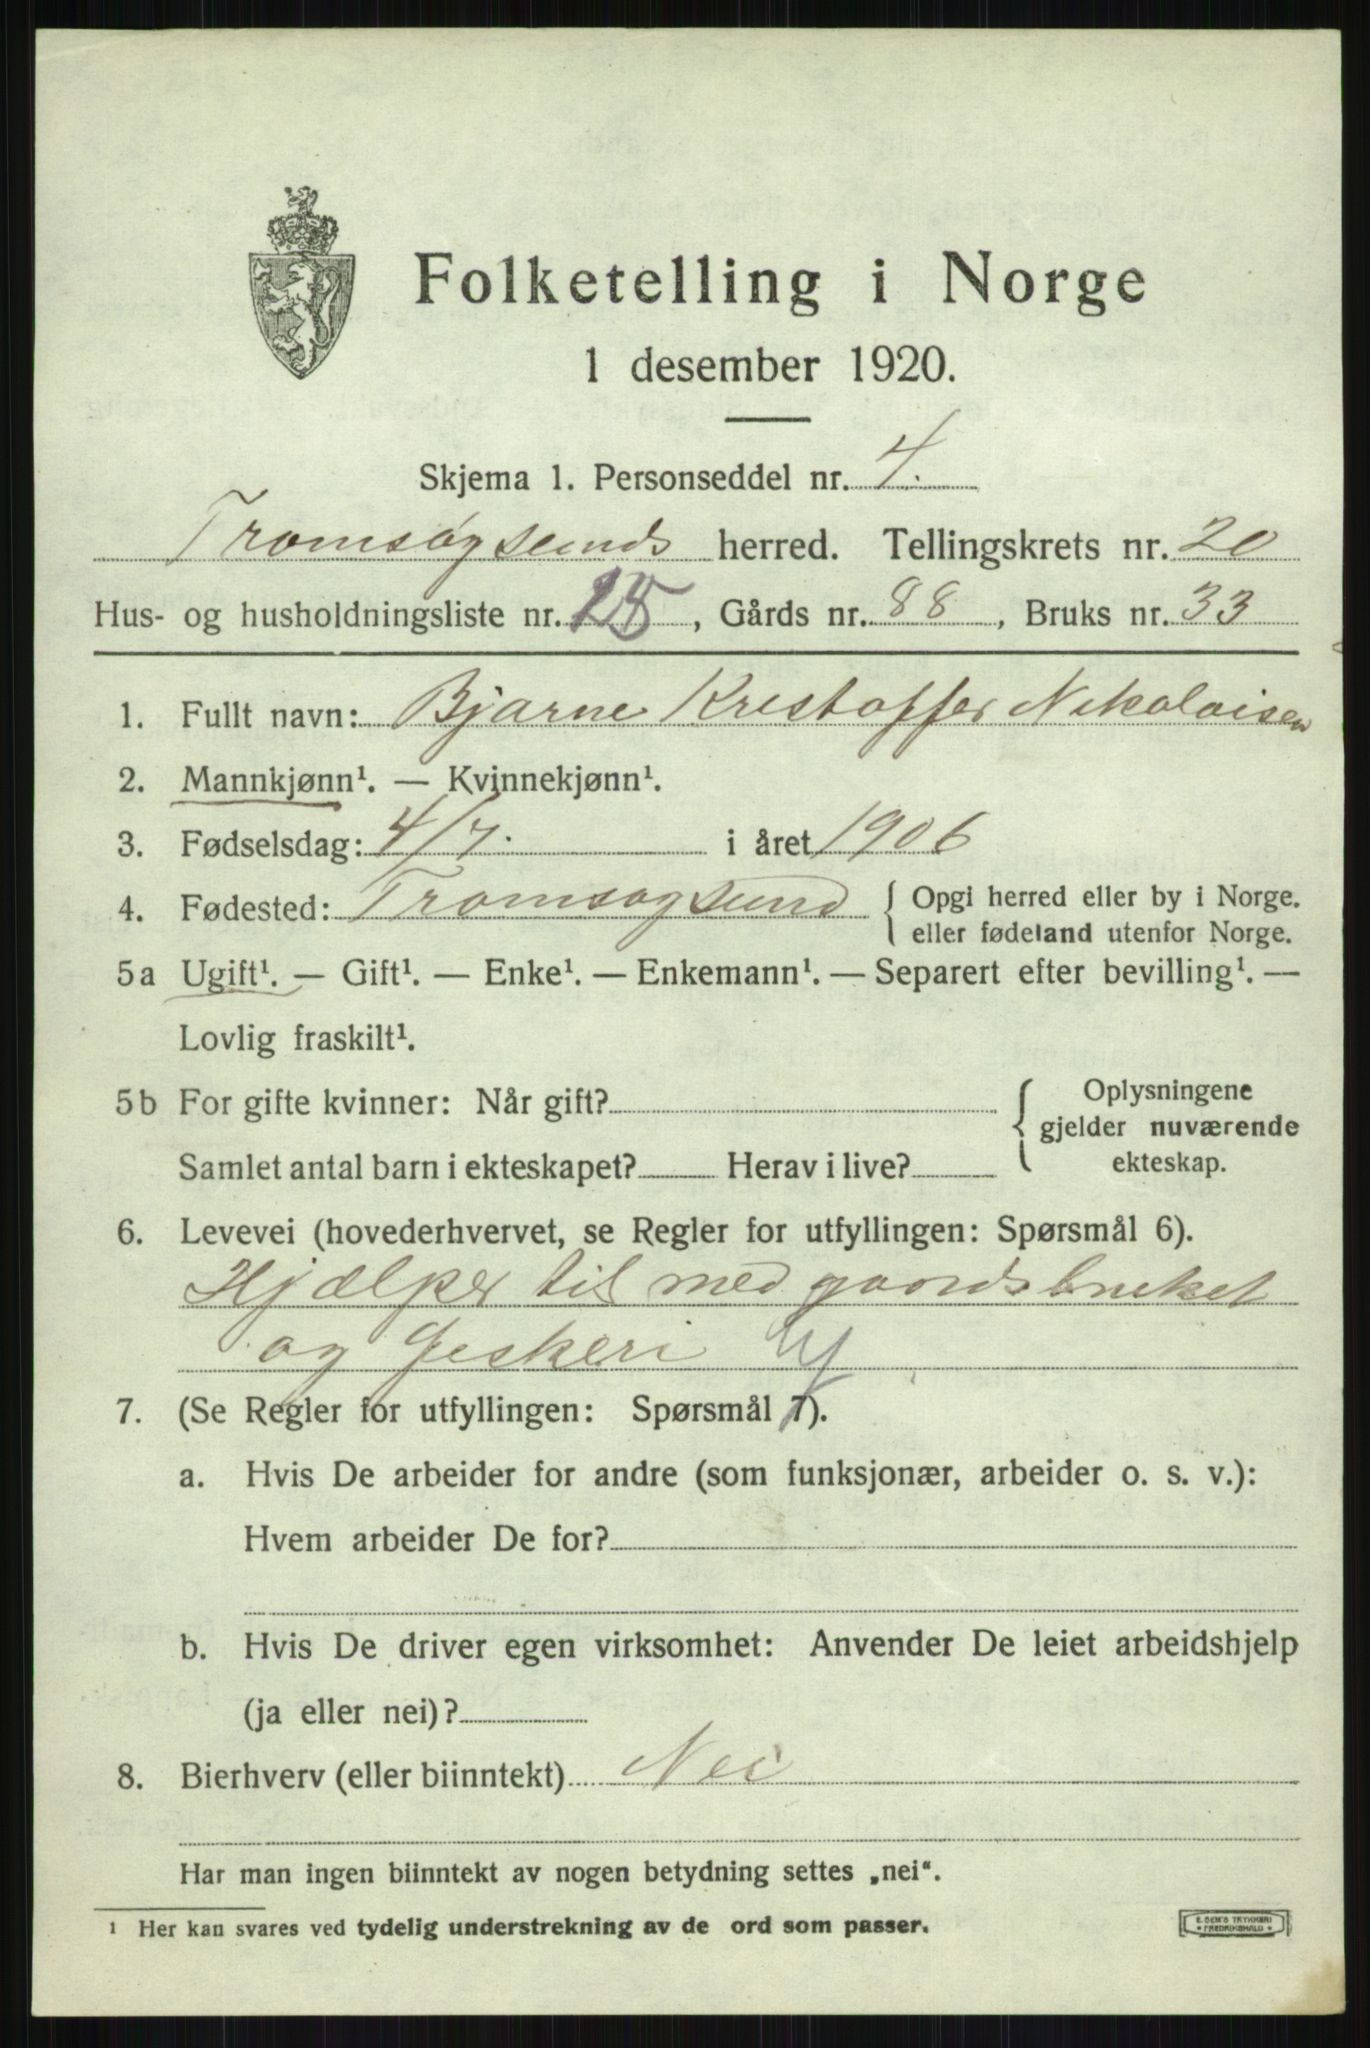 Folketelling i Norge
1 desember 1920.
Skjema 1. Personseddel nr. 4.
Tromsøysunds herred. Tellingskrets nr. 20
Hus- og husholdningsliste nr. , Gårds nr. 88, Bruks nr. 33
1. Fullt navn: Bjarne Kristoffer Nikolaisen
2. Mannkjønn¹. — Kvinnekjønn¹.
3. Fødselsdag: 4/7. i året 1906
4. Fødested: Tromsøysund { Opgi herred eller by i Norge.
eller fødeland utenfor Norge.
5a Ugift¹. — Gift¹. — Enke¹. — Enkemann¹. — Separert efter bevilling¹. —
Lovlig fraskilt¹.
5b For gifte kvinner: Når gift? { Oplysningene
gjelder nuværende
Samlet antal barn i ekteskapet? Herav i live? ekteskap.
6. Levevei (hovederhvervet, se Regler for utfyllingen: Spørsmål 6).
Hjælper til med gaardsbruket
og fiskeri
7. (Se Regler for utfyllingen: Spørsmål 7).
a. Hvis De arbeider for andre (som funksjonær, arbeider o. s. v.):
Hvem arbeider De for?
b. Hvis De driver egen virksomhet: Anvender De leiet arbeidshjelp
(ja eller nei)?
8. Bierhverv (eller biinntekt) Nei
Har man ingen biinntekt av nogen betydning settes „nei“.
¹ Her kan svares ved tydelig understrekning av de ord som passer.
E. SEM'S TRYKKERI
• FREDRIKSHALD •